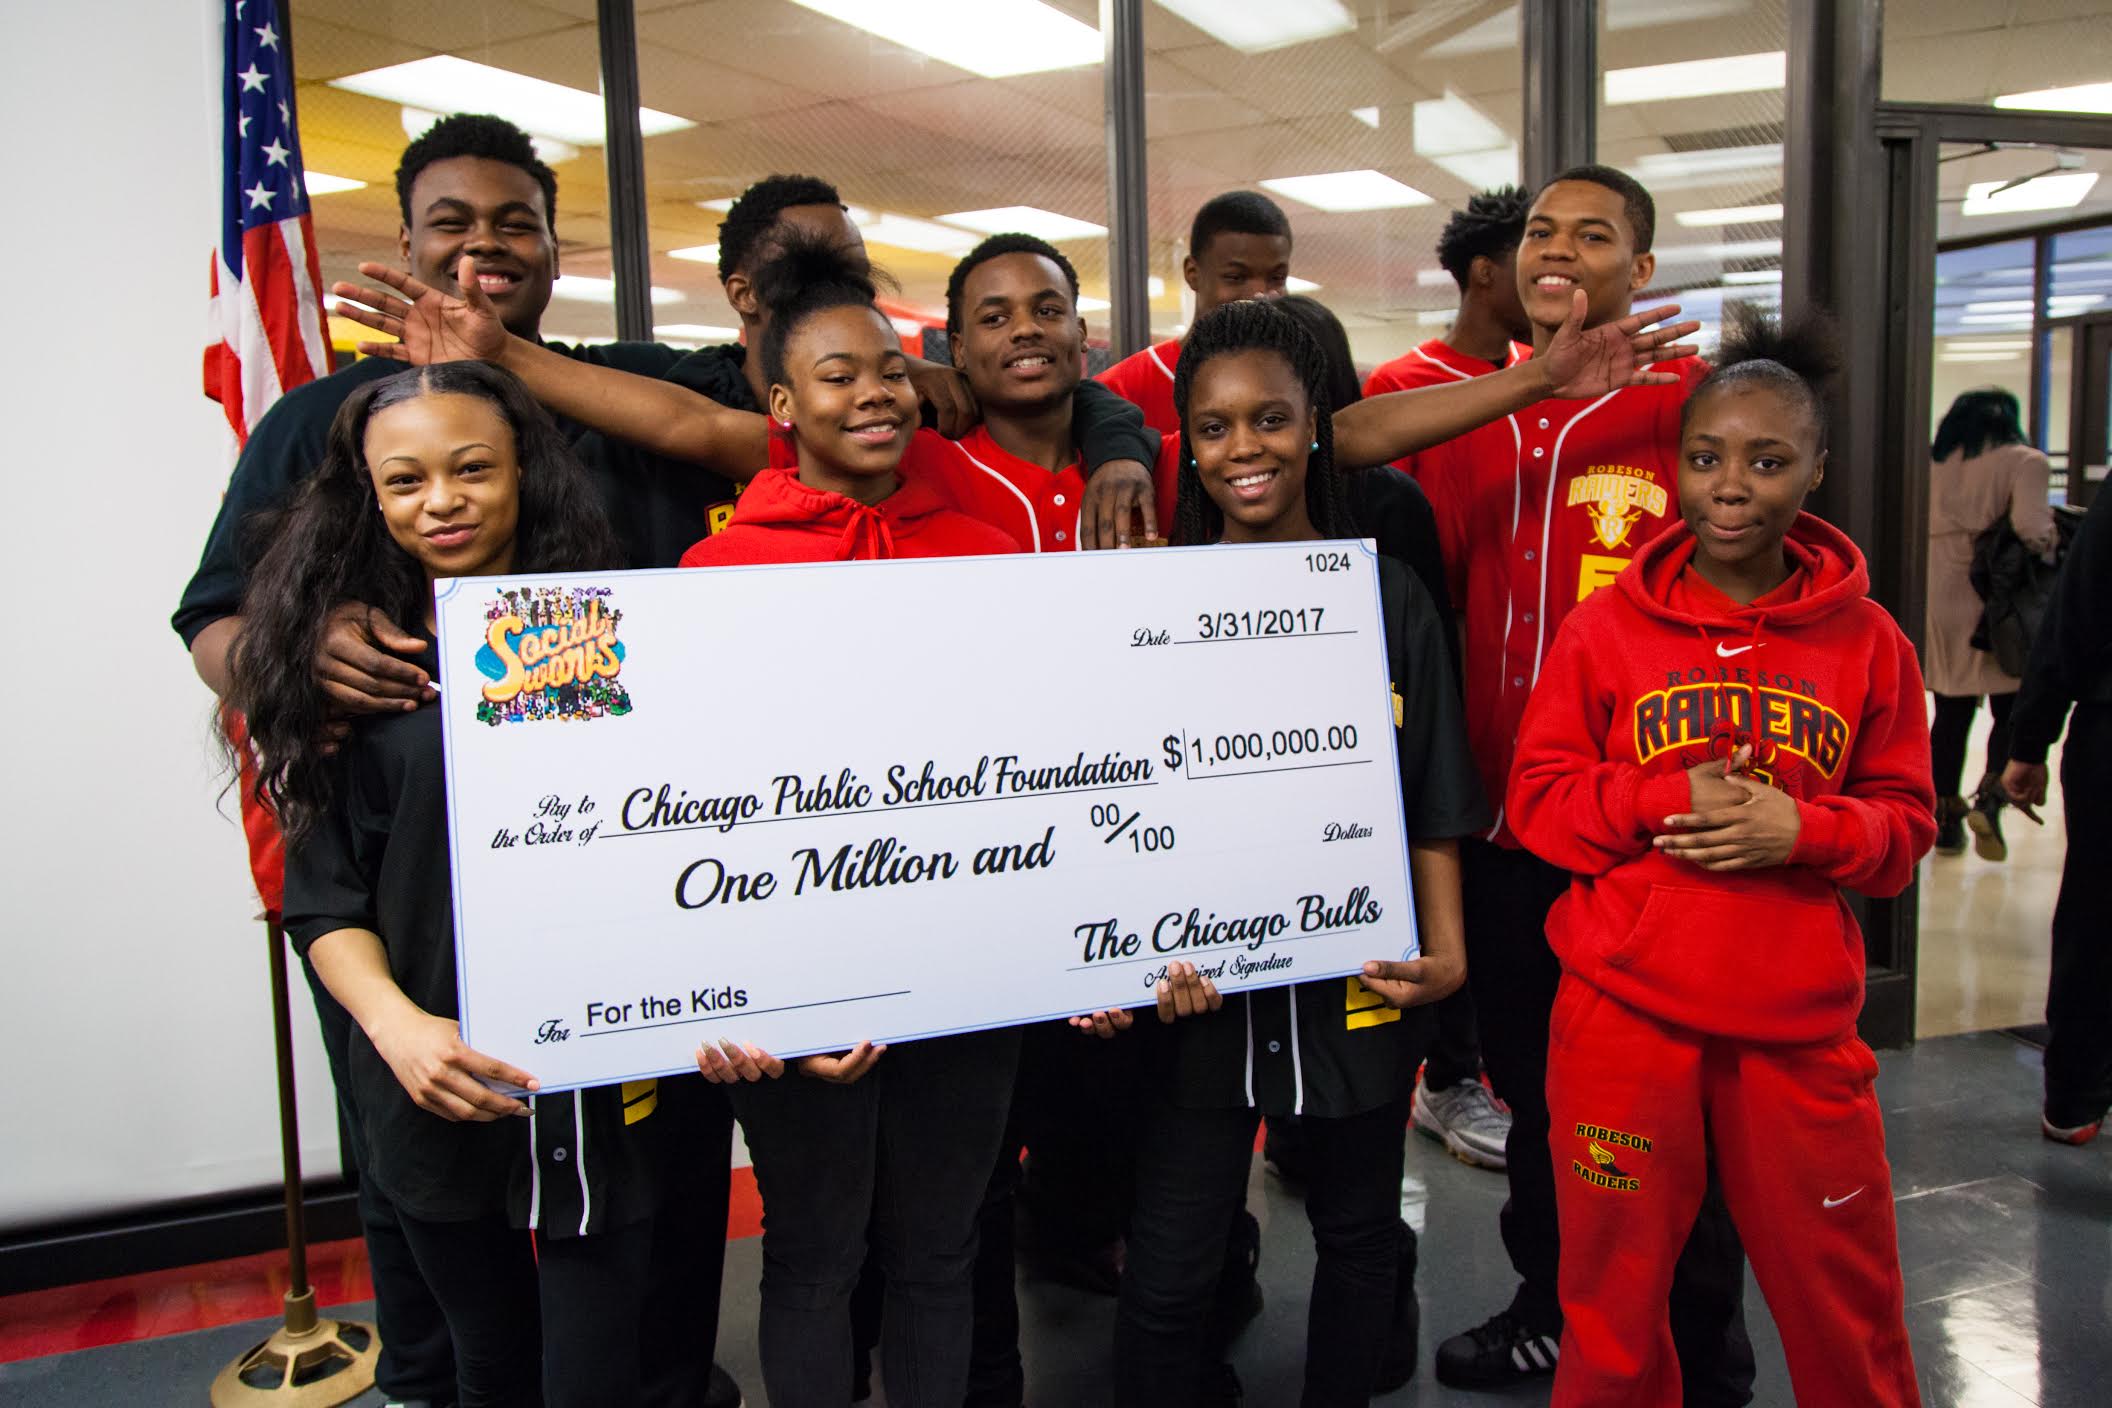 1024
Social
Works
Date 3/31/2017
Pay to
the Order of Chicago Public School Foundation $ 1,000,000.00
One Million and 00/100 Dollars
The Chicago Bulls
Signature
For For the Kids
ROBESON
RAIDERS
R
ROBESON
RAIDERS
ROBESON
RAIDERS